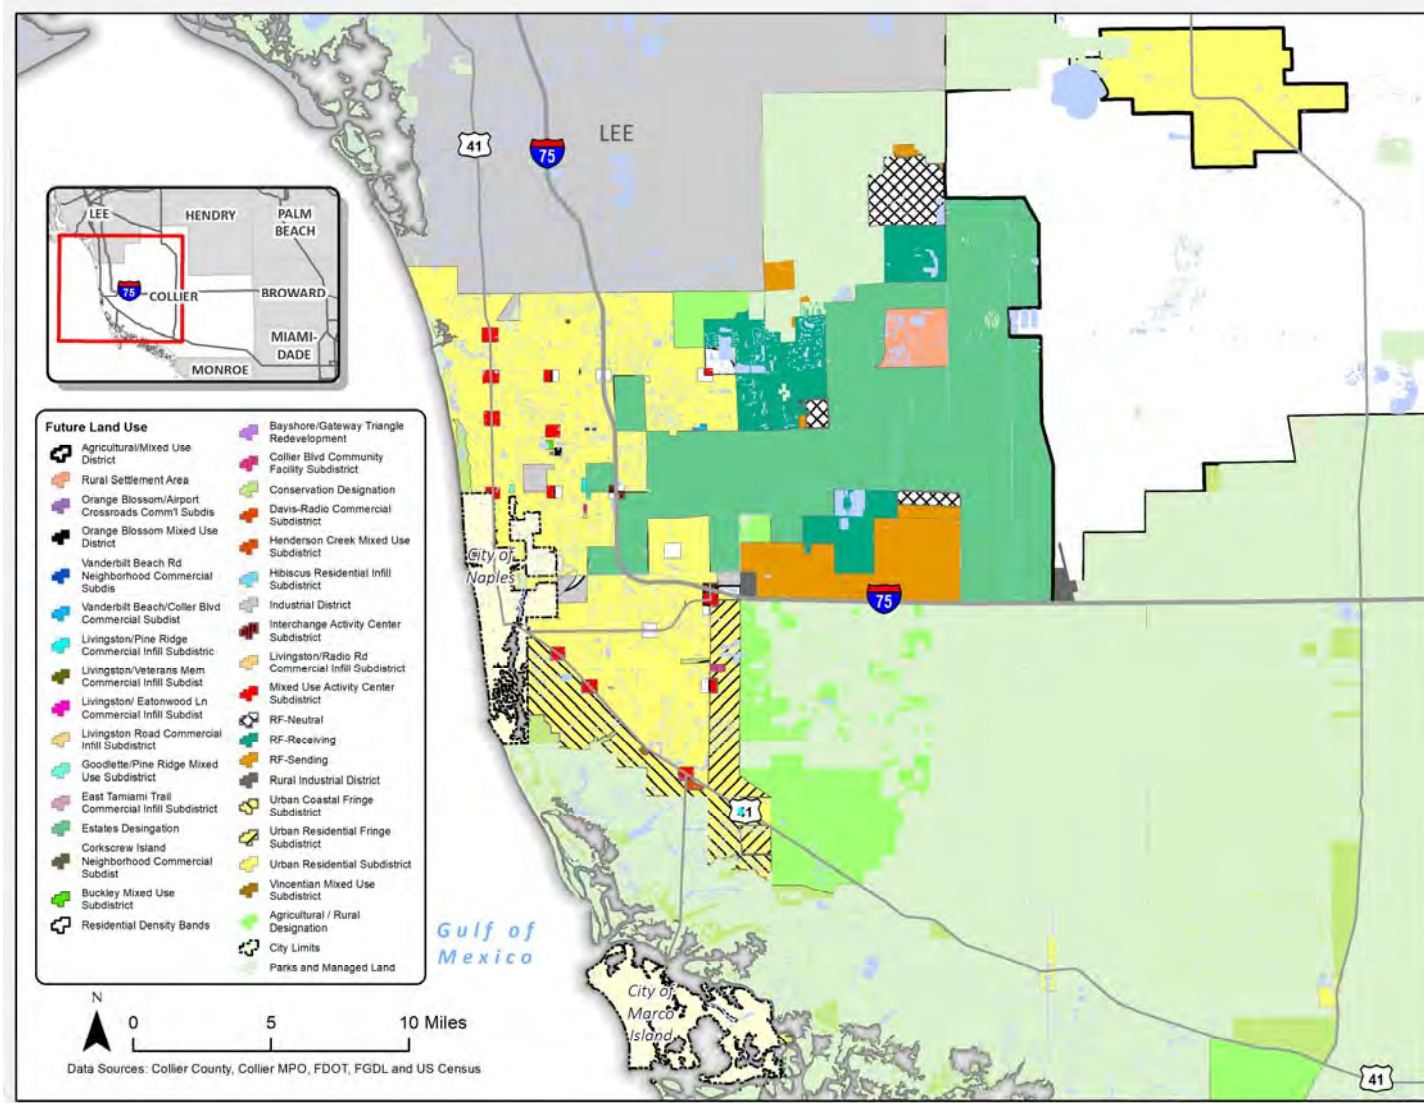 41
75
LEE
LEE
HENDRY
PALM
BEACH
75
COLLIER
BROWARD
MIAMI-
DADE
MONROE
Future Land Use
Agricultural/Mixed Use
District
Rural Settlement Area
Orange Blossom/Airport
Crossroads Comm'l Subdis
Orange Blossom Mixed Use
District
Vanderbilt Beach Rd
Neighborhood Commercial
Subdis
Vanderbilt Beach/Coller Blvd
Commercial Subdist
Livingston/Pine Ridge
Commercial Infill Subdistric
Livingston/Veterans Mem
Commercial Infill Subdist
Livingston/ Eatonwood Ln
Commercial Infill Subdist
Livingston Road Commercial
Infill Subdistrict
Goodlette/Pine Ridge Mixed
Use Subdistrict
East Tamiami Trail
Commercial Infill Subdistrict
Estates Desingation
Corkscrew Island
Neighborhood Commercial
Subdist
Buckley Mixed Use
Subdistrict
Residential Density Bands
Bayshore/Gateway Triangle
Redevelopment
Collier Blvd Community
Facility Subdistrict
Conservation Designation
Davis-Radio Commercial
Subdistrict
Henderson Creek Mixed Use
Subdistrict
Hibiscus Residential Infill
Subdistrict
Industrial District
Interchange Activity Center
Subdistrict
Livingston/Radio Rd
Commercial Infill Subdistrict
Mixed Use Activity Center
Subdistrict
RF-Neutral
RF-Receiving
RF-Sending
Rural Industrial District
Urban Coastal Fringe
Subdistrict
Urban Residential Fringe
Subdistrict
Urban Residential Subdistrict
Vincentian Mixed Use
Subdistrict
Agricultural / Rural
Designation
City Limits
Parks and Managed Land
City of
Naples
75
41
Gulf of
Mexico
City of
Marco
Island
41
N
0 5 10 Miles
Data Sources: Collier County, Collier MPO, FDOT, FGDL and US Census